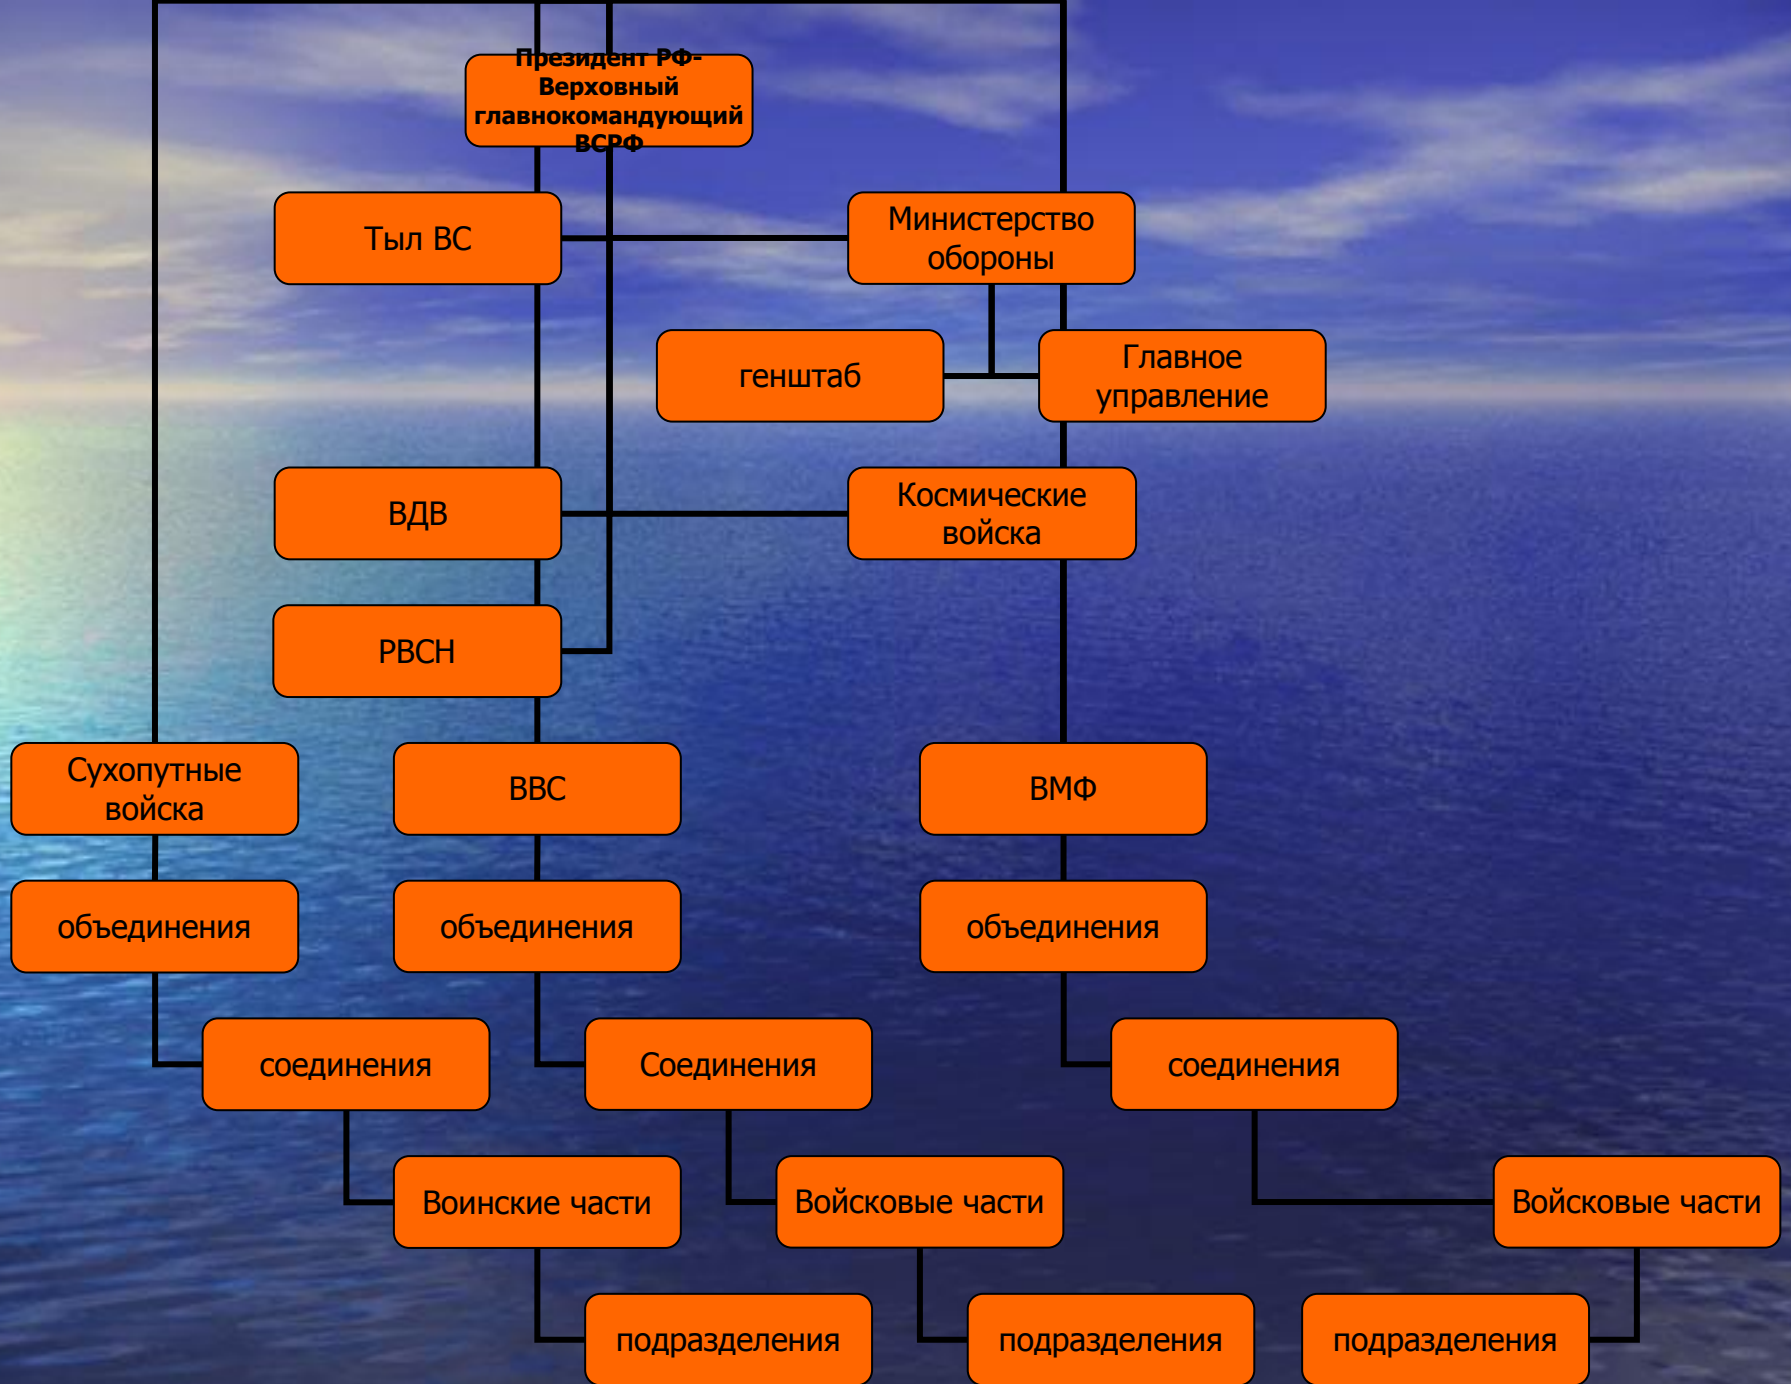 Президент РФ-
Верховный
главнокомандующий
ВСРФ
Тыл ВС
Министерство
обороны
генштаб
Главное
управление
ВДВ
Космические
войска
РВСН
Сухопутные
войска
ВВС
ВМФ
объединения
объединения
объединения
соединения
Соединения
соединения
Воинские части
Войсковые части
Войсковые части
подразделения
подразделения
подразделения